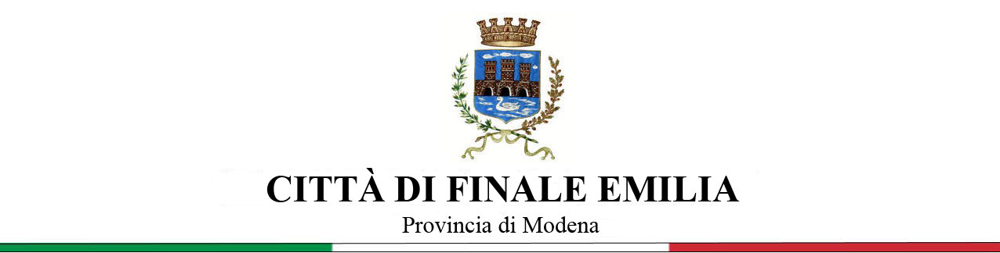 CITTÀ DI FINALE EMILIA
Provincia di Modena